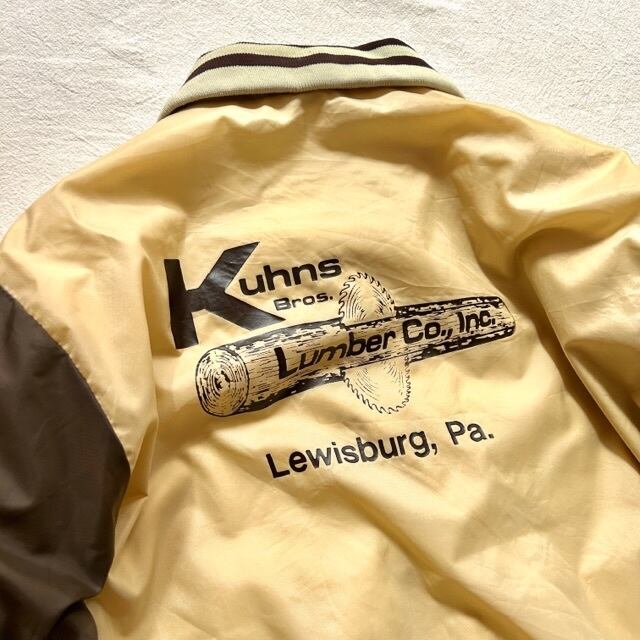 Kuhns
Bros.
Lumber Co., Inc.
Lewisburg, Pa.